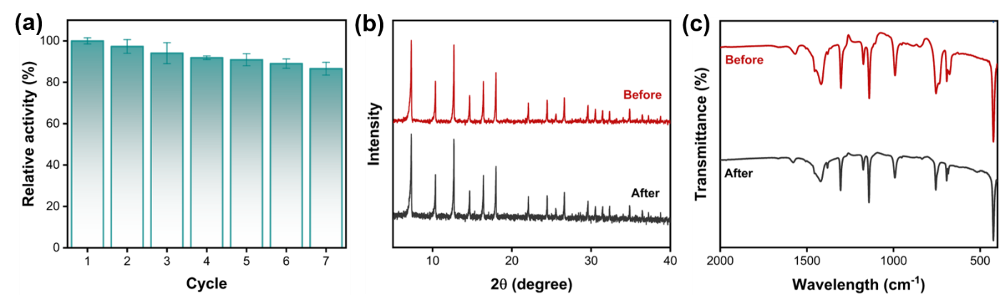 (a)
Relative activity (%)
100
80
60
40
20
0
1 2 3 4 5 6 7
Cycle
(b)
Intensity
Before
After
10 20 30 40
2θ (degree)
(c)
Transmittance (%)
Before
After
2000 1500 1000 500
Wavelength (cm⁻¹)